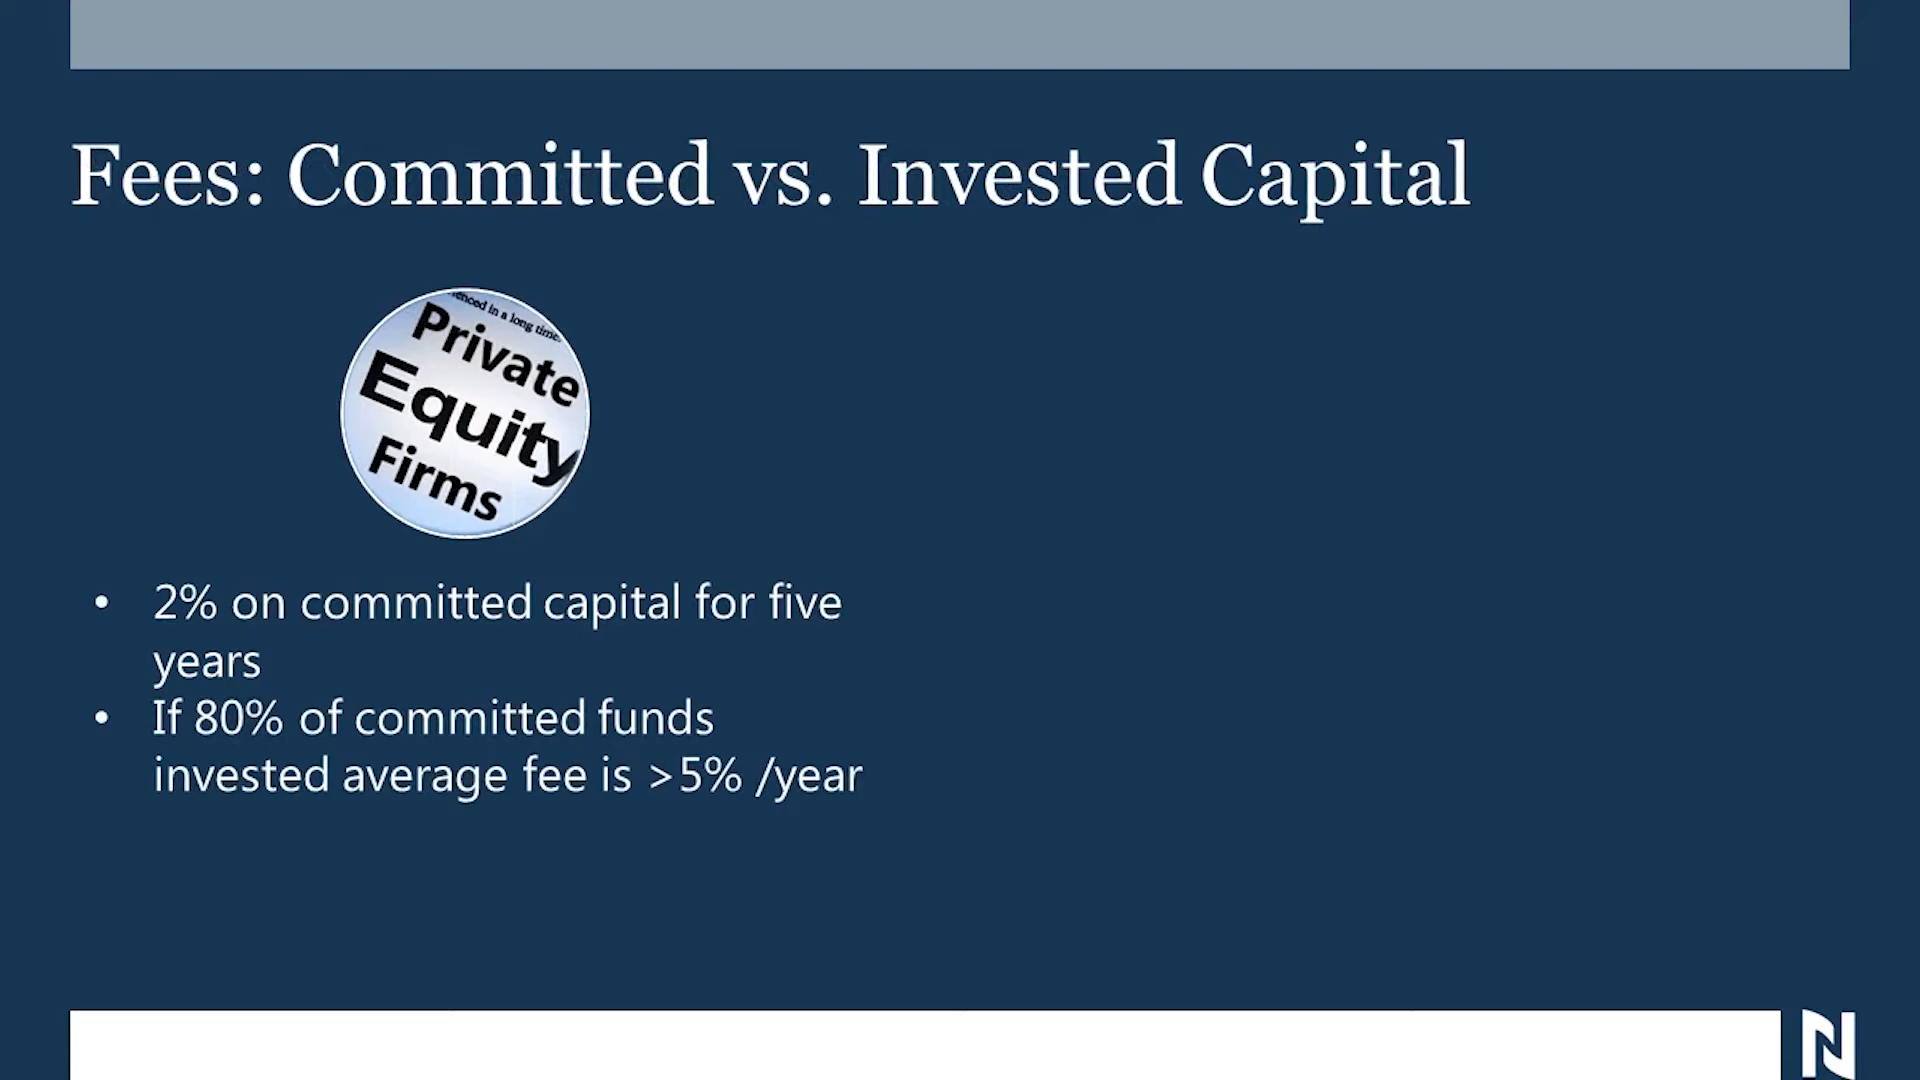 Fees: Committed vs. Invested Capital
in a long time
Private
Equity
Firms
• 2% on committed capital for five
years
• If 80% of committed funds
invested average fee is >5% /year
N